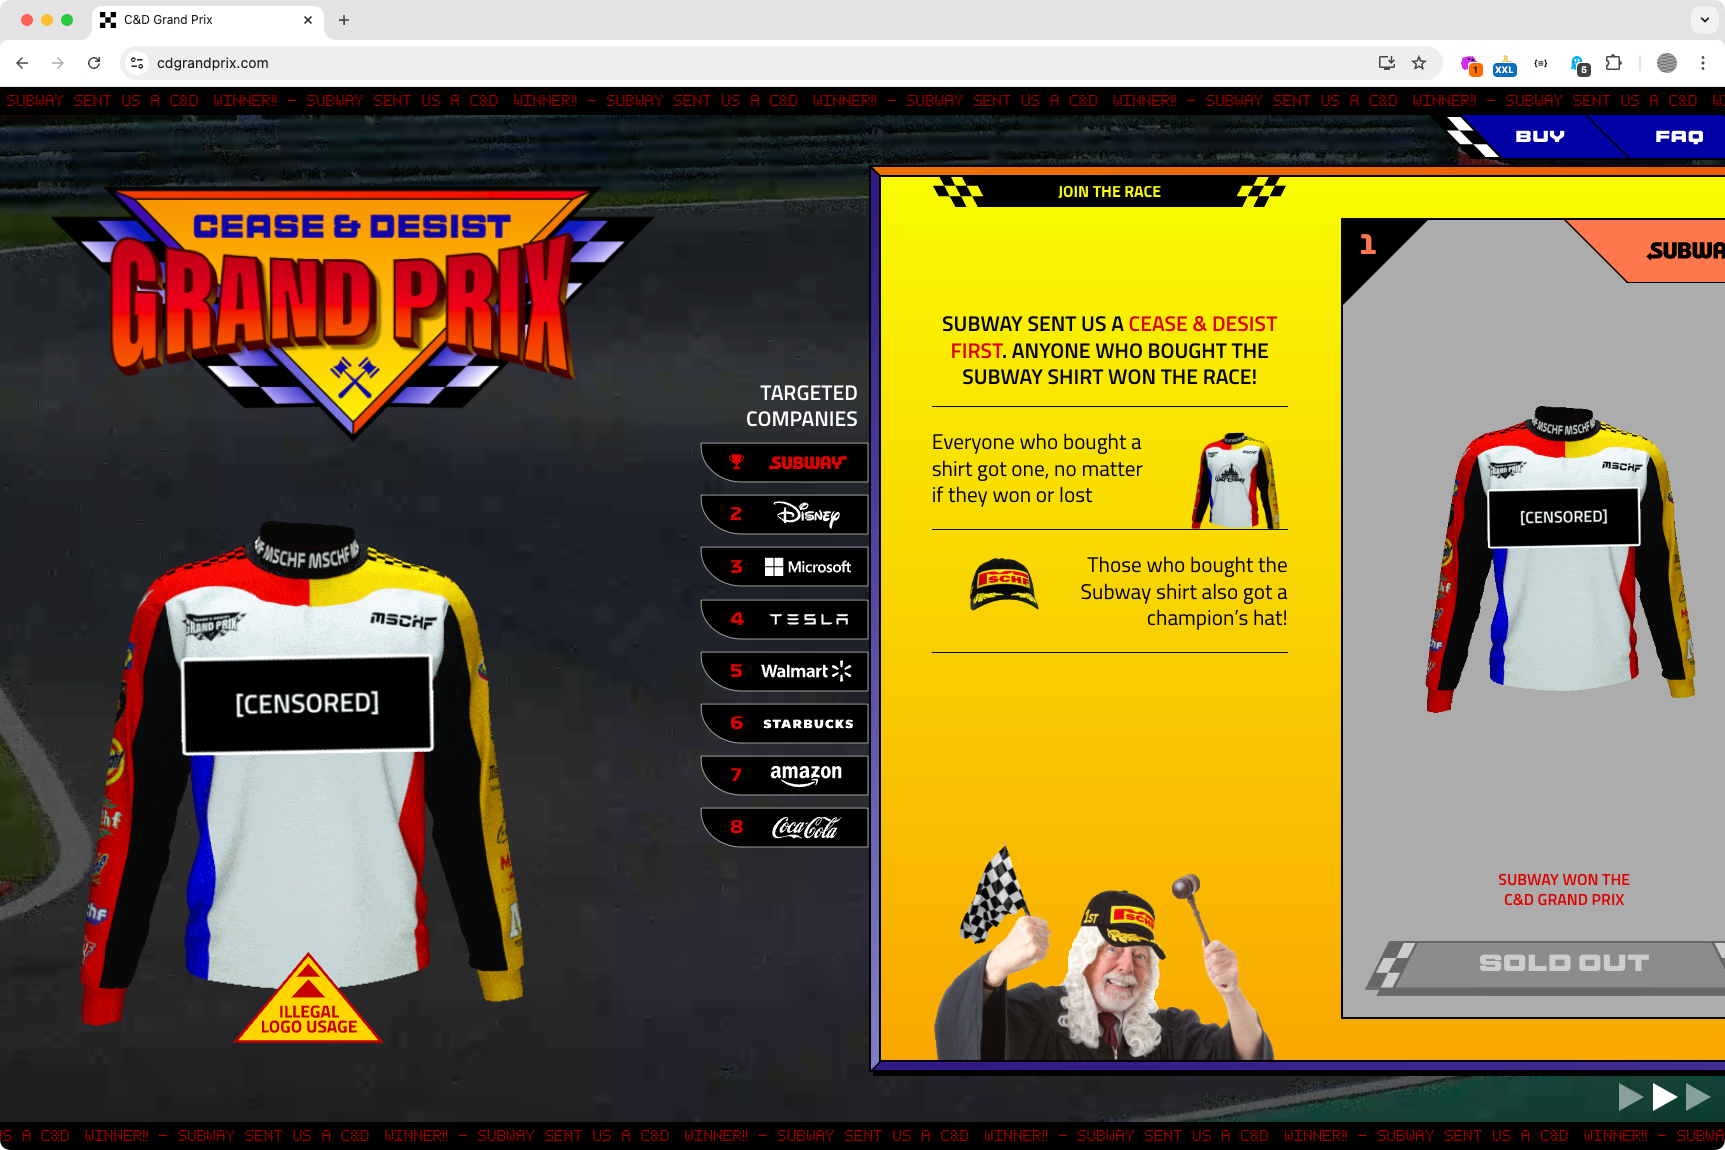 C&D Grand Prix
cdgrandprix.com
1
XXL
5
SUBWAY SENT US A C&D WINNER!! - SUBWAY SENT US A C&D WINNER!! - SUBWAY SENT US A C&D WINNER!! - SUBWAY SENT US A C&D WINNER!! - SUBWAY SENT US A C&D WINNER!! - SUBWAY SENT US A C&D
BUY
FAQ
CEASE & DESIST
GRAND PRIX
TARGETED
COMPANIES
SUBWAY
2 Disney
3 Microsoft
4 TESLA
5 Walmart
6 STARBUCKS
7 amazon
8 Coca-Cola
MSCHF MSCHF
GRAND PRIX
MSCHF
[CENSORED]
ILLEGAL
LOGO USAGE
JOIN THE RACE
SUBWAY SENT US A CEASE & DESIST
FIRST. ANYONE WHO BOUGHT THE
SUBWAY SHIRT WON THE RACE!
Everyone who bought a
shirt got one, no matter
if they won or lost
Those who bought the
Subway shirt also got a
champion's hat!
1ST
1
SUBWA
MSCHF MSCHF
GRAND PRIX
MSCHF
[CENSORED]
SUBWAY WON THE
C&D GRAND PRIX
SOLD OUT
S A C&D WINNER!! - SUBWAY SENT US A C&D WINNER!! - SUBWAY SENT US A C&D WINNER!! - SUBWAY SENT US A C&D WINNER!! - SUBWAY SENT US A C&D WINNER!! - SUBWAY SENT US A C&D WINNER!! - SUBWA